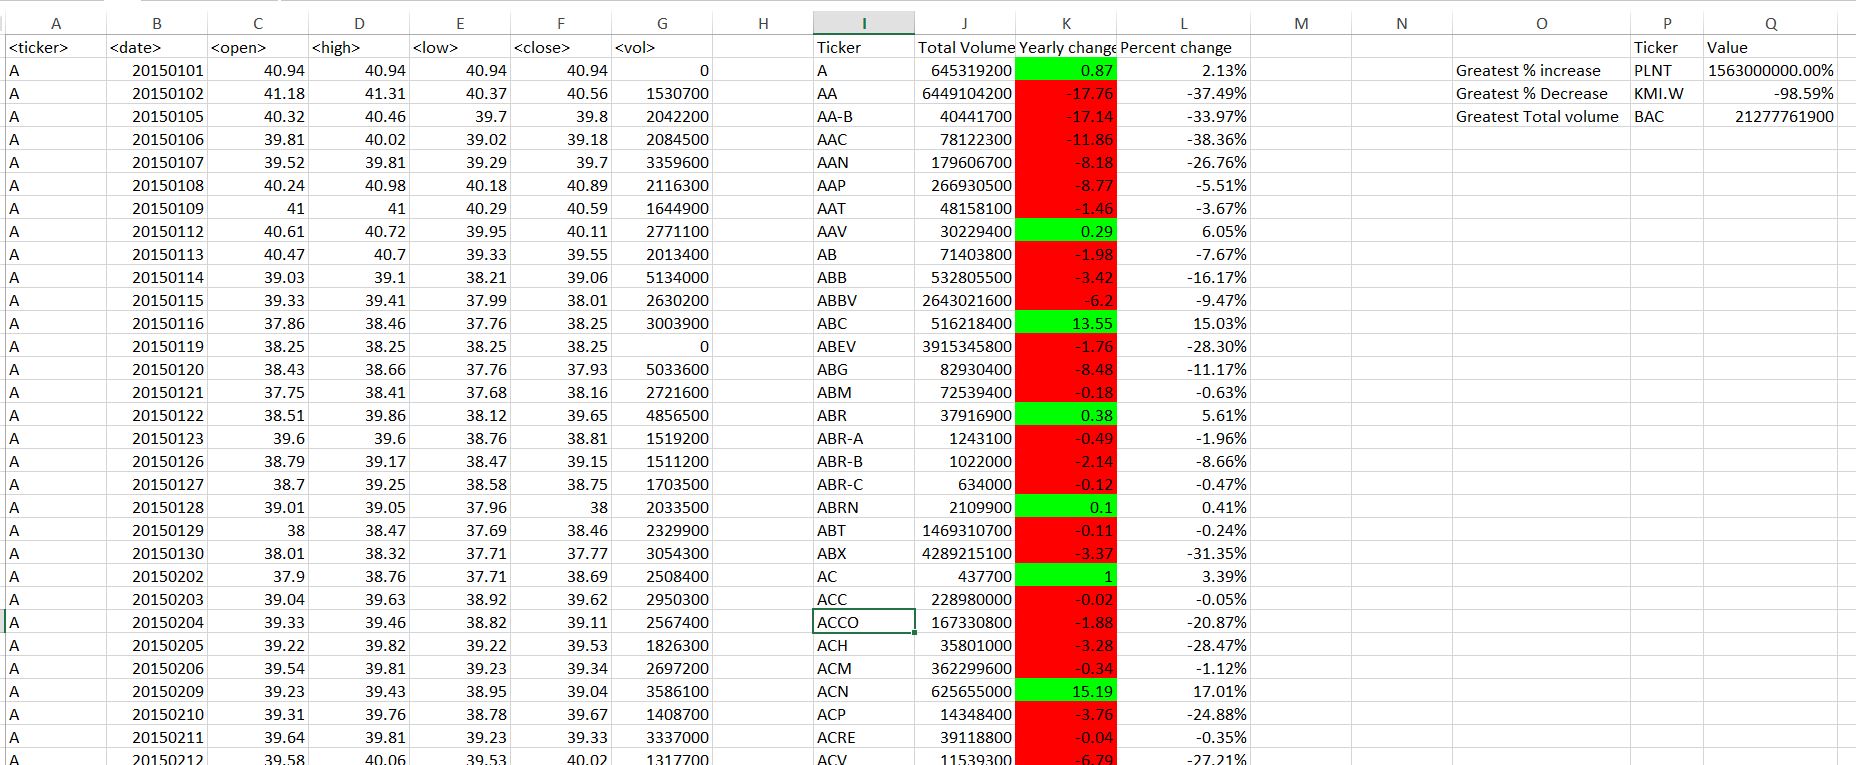 A B C D E F G H I J K L M N O P Q
<ticker> <date> <open> <high> <low> <close> <vol> Ticker Total Volume Yearly change Percent change Ticker Value
A 20150101 40.94 40.94 40.94 40.94 0 A 645319200 0.87 2.13% Greatest % increase PLNT 1563000000.00%
A 20150102 41.18 41.31 40.37 40.56 1530700 AA 6449104200 -17.76 -37.49% Greatest % Decrease KMI.W -98.59%
A 20150105 40.32 40.46 39.7 39.8 2042200 AA-B 40441700 -17.14 -33.97% Greatest Total volume BAC 21277761900
A 20150106 39.81 40.02 39.02 39.18 2084500 AAC 78122300 -11.86 -38.36%
A 20150107 39.52 39.81 39.29 39.7 3359600 AAN 179606700 -8.18 -26.76%
A 20150108 40.24 40.98 40.18 40.89 2116300 AAP 266930500 -8.77 -5.51%
A 20150109 41 41 40.29 40.59 1644900 AAT 48158100 -1.46 -3.67%
A 20150112 40.61 40.72 39.95 40.11 2771100 AAV 30229400 0.29 6.05%
A 20150113 40.47 40.7 39.33 39.55 2013400 AB 71403800 -1.98 -7.67%
A 20150114 39.03 39.1 38.21 39.06 5134000 ABB 532805500 -3.42 -16.17%
A 20150115 39.33 39.41 37.99 38.01 2630200 ABBV 2643021600 -6.2 -9.47%
A 20150116 37.86 38.46 37.76 38.25 3003900 ABC 516218400 13.55 15.03%
A 20150119 38.25 38.25 38.25 38.25 0 ABEV 3915345800 -1.76 -28.30%
A 20150120 38.43 38.66 37.76 37.93 5033600 ABG 82930400 -8.48 -11.17%
A 20150121 37.75 38.41 37.68 38.16 2721600 ABM 72539400 -0.18 -0.63%
A 20150122 38.51 39.86 38.12 39.65 4856500 ABR 37916900 0.38 5.61%
A 20150123 39.6 39.6 38.76 38.81 1519200 ABR-A 1243100 -0.49 -1.96%
A 20150126 38.79 39.17 38.47 39.15 1511200 ABR-B 1022000 -2.14 -8.66%
A 20150127 38.7 39.25 38.58 38.75 1703500 ABR-C 634000 -0.12 -0.47%
A 20150128 39.01 39.05 37.96 38 2033500 ABRN 2109900 0.1 0.41%
A 20150129 38 38.47 37.69 38.46 2329900 ABT 1469310700 -0.11 -0.24%
A 20150130 38.01 38.32 37.71 37.77 3054300 ABX 4289215100 -3.37 -31.35%
A 20150202 37.9 38.76 37.71 38.69 2508400 AC 437700 1 3.39%
A 20150203 39.04 39.63 38.92 39.62 2950300 ACC 228980000 -0.02 -0.05%
A 20150204 39.33 39.46 38.82 39.11 2567400 ACCO 167330800 -1.88 -20.87%
A 20150205 39.22 39.82 39.22 39.53 1826300 ACH 35801000 -3.28 -28.47%
A 20150206 39.54 39.81 39.23 39.34 2697200 ACM 362299600 -0.34 -1.12%
A 20150209 39.23 39.43 38.95 39.04 3586100 ACN 625655000 15.19 17.01%
A 20150210 39.31 39.76 38.78 39.67 1408700 ACP 14348400 -3.76 -24.88%
A 20150211 39.64 39.81 39.23 39.33 3337000 ACRE 39118800 -0.04 -0.35%
A 20150212 39.58 40.06 39.53 40.02 1317700 ACV 11539300 -6.79 -27.21%